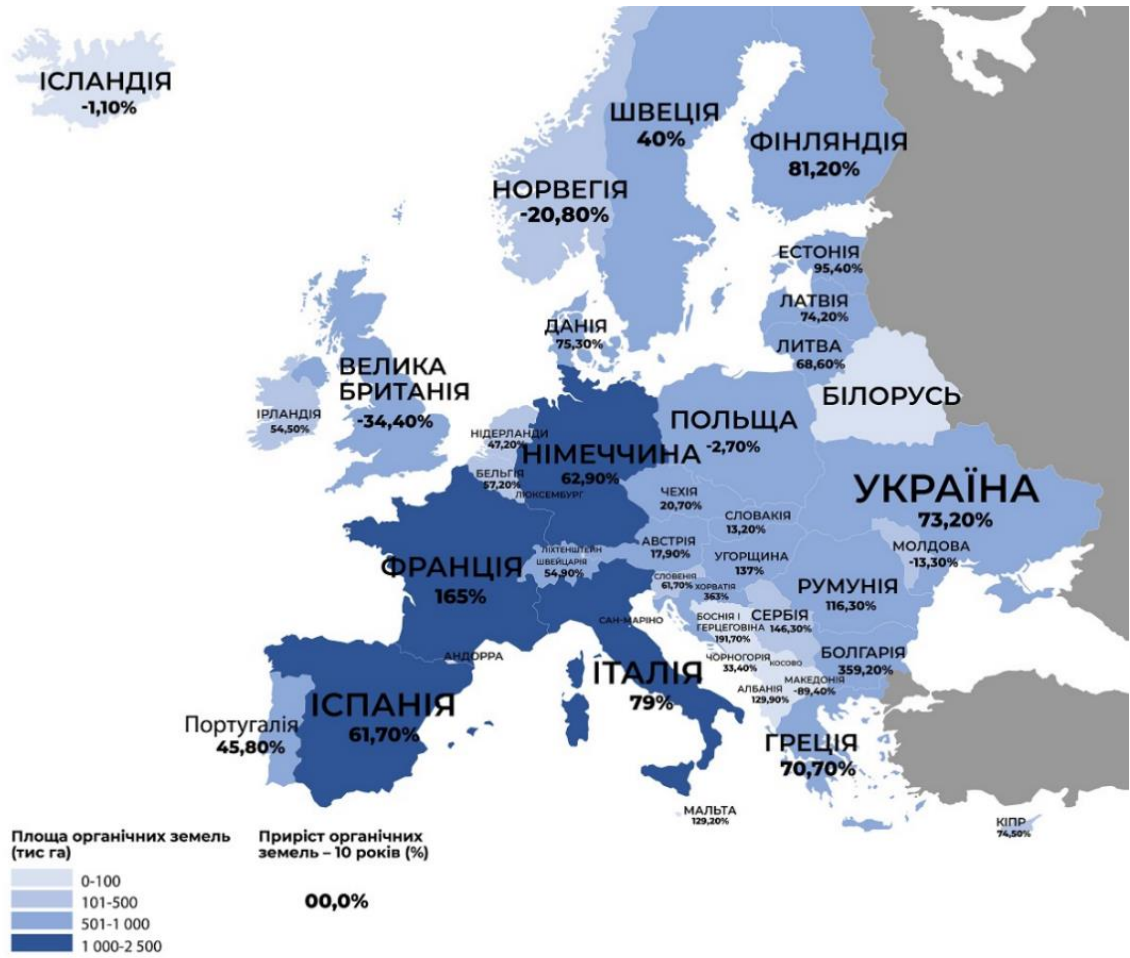 ІСЛАНДІЯ
-1,10%
ШВЕЦІЯ
40%
ФІНЛЯНДІЯ
81,20%
НОРВЕГІЯ
-20,80%
ЕСТОНІЯ
95,40%
ЛАТВІЯ
74,20%
ЛИТВА
68,60%
ДАНІЯ
75,30%
ВЕЛИКА
БРИТАНІЯ
-34,40%
ІРЛАНДІЯ
54,50%
БІЛОРУСЬ
ПОЛЬЩА
-2,70%
НІДЕРЛАНДИ
47,20%
НІМЕЧЧИНА
62,90%
БЕЛЬГІЯ
57,20%
ЛЮКСЕМБУРГ
УКРАЇНА
73,20%
ЧЕХІЯ
20,70%
СЛОВАКІЯ
13,20%
МОЛДОВА
-13,30%
АВСТРІЯ
17,90%
УГОРЩИНА
137%
ЛІХТЕНШТЕЙН
ШВЕЙЦАРІЯ
54,90%
ФРАНЦІЯ
165%
СЛОВЕНІЯ
61,70%
ХОРВАТІЯ
363%
РУМУНІЯ
116,30%
САН-МАРІНО
БОСНІЯ І
ГЕРЦЕГОВІНА
191,70%
СЕРБІЯ
146,30%
БОЛГАРІЯ
359,20%
ЧОРНОГОРІЯ
33,40%
КОСОВО
МАКЕДОНІЯ
-89,40%
АЛБАНІЯ
129,90%
АНДОРРА
ІТАЛІЯ
79%
ІСПАНІЯ
61,70%
Португалія
45,80%
ГРЕЦІЯ
70,70%
МАЛЬТА
129,20%
КІПР
74,50%
Площа органічних земель
(тис га)
0-100
101-500
501-1 000
1 000-2 500
Приріст органічних
земель – 10 років (%)
00,0%